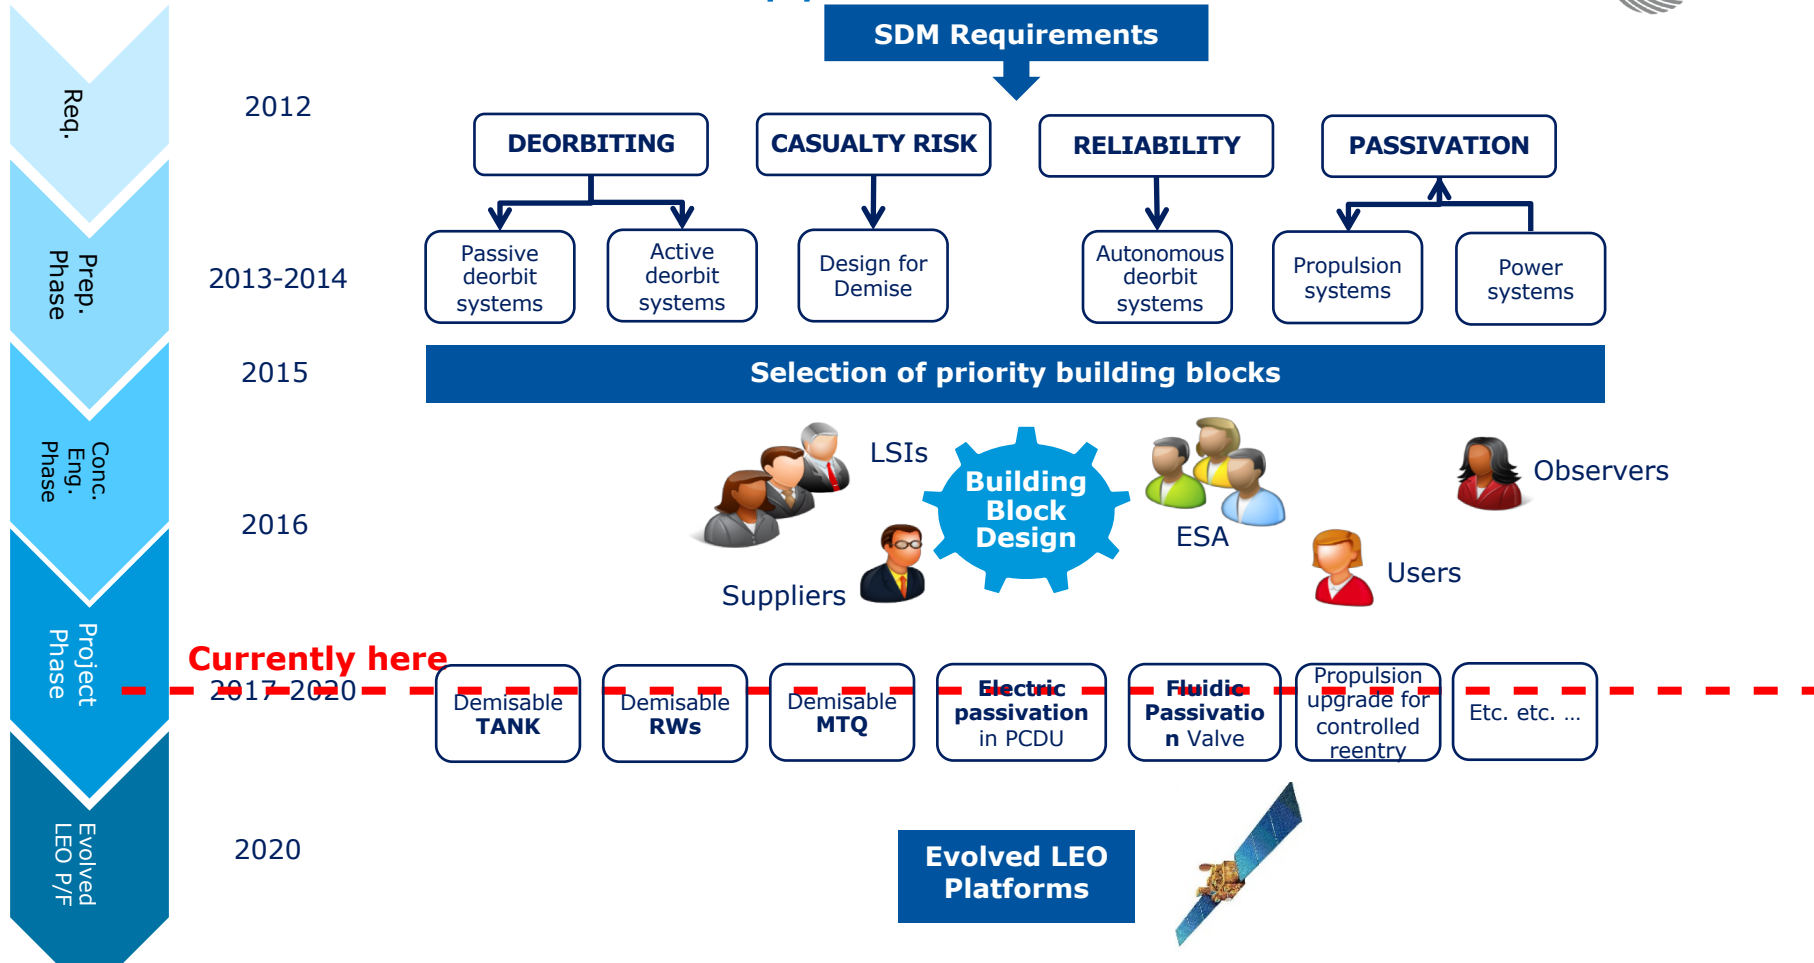 SDM Requirements
Req.
2012
DEORBITING
CASUALTY RISK
RELIABILITY
PASSIVATION
Prep.
Phase
2013-2014
Passive
deorbit
systems
Active
deorbit
systems
Design for
Demise
Autonomous
deorbit
systems
Propulsion
systems
Power
systems
2015
Selection of priority building blocks
Conc.
Eng.
Phase
2016
LSIs
Suppliers
Building
Block
Design
ESA
Users
Observers
Project
Phase
Currently here
2017-2020
Demisable
TANK
Demisable
RWs
Demisable
MTQ
Electric
passivation
in PCDU
Fluidic
Passivatio
n Valve
Propulsion
upgrade for
controlled
reentry
Etc. etc. ...
Evolved
LEO P/F
2020
Evolved LEO
Platforms